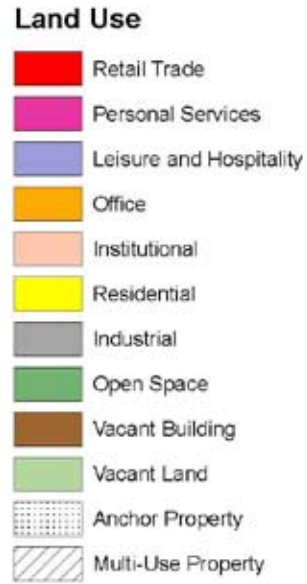 Land Use
Retail Trade
Personal Services
Leisure and Hospitality
Office
Institutional
Residential
Industrial
Open Space
Vacant Building
Vacant Land
Anchor Property
Multi-Use Property